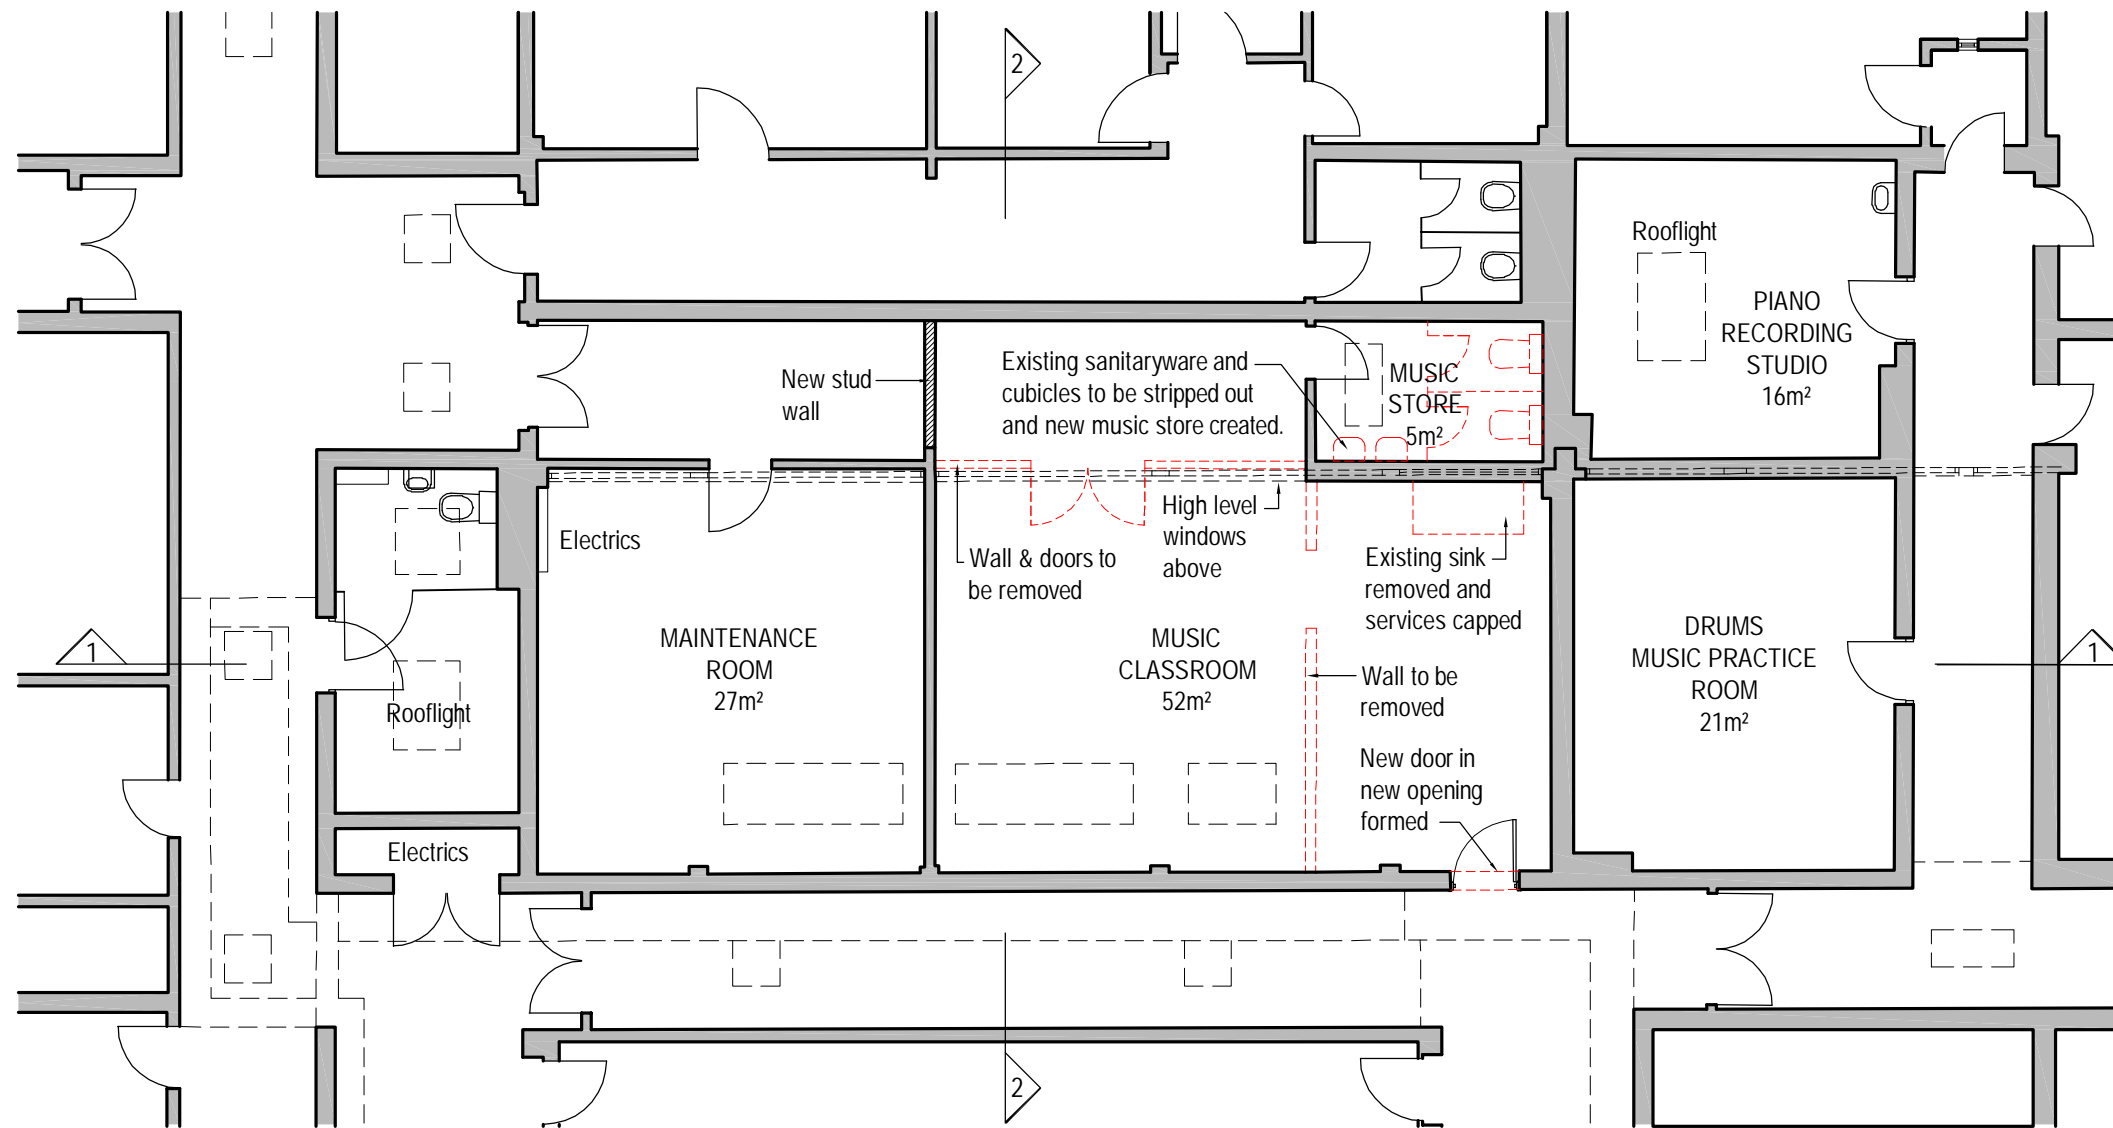 2
Rooflight
PIANO
RECORDING
STUDIO
16m²
New stud
wall
Existing sanitaryware and
cubicles to be stripped out
and new music store created.
MUSIC
STORE
5m²
Electrics
Wall & doors to
be removed
High level
windows
above
Existing sink
removed and
services capped
1
MAINTENANCE
ROOM
27m²
MUSIC
CLASSROOM
52m²
DRUMS
MUSIC PRACTICE
ROOM
21m²
1
Wall to be
removed
Rooflight
New door in
new opening
formed
Electrics
2